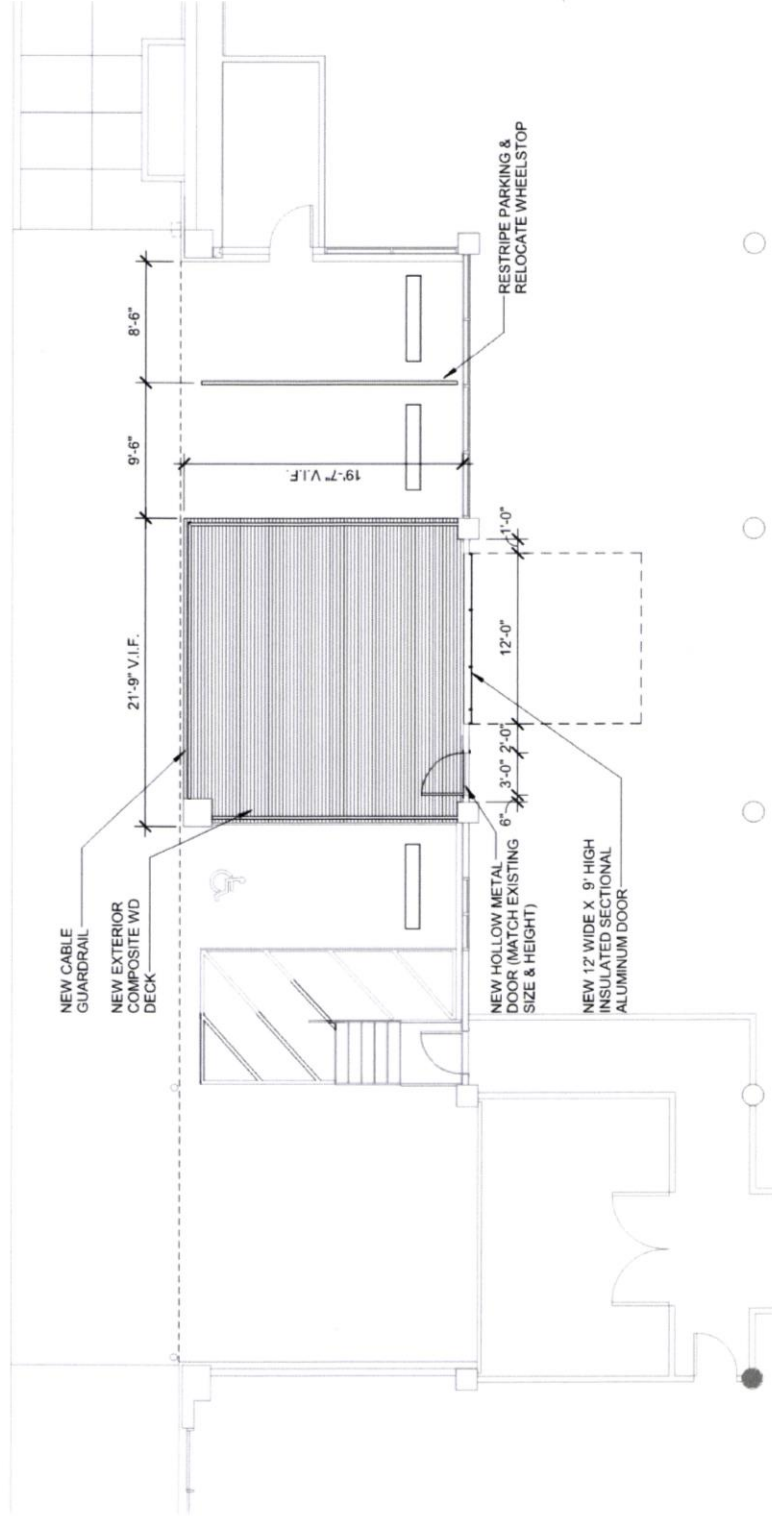 NEW CABLE
GUARDRAIL
NEW EXTERIOR
COMPOSITE WD
DECK
21'-9" V.I.F.
9'-6"
8'-6"
19'-7" V.I.F.
RESTRIPE PARKING &
RELOCATE WHEELSTOP
6"
3'-0"
2'-0"
12'-0"
1'-0"
NEW HOLLOW METAL
DOOR (MATCH EXISTING
SIZE & HEIGHT)
NEW 12' WIDE X 9' HIGH
INSULATED SECTIONAL
ALUMINUM DOOR